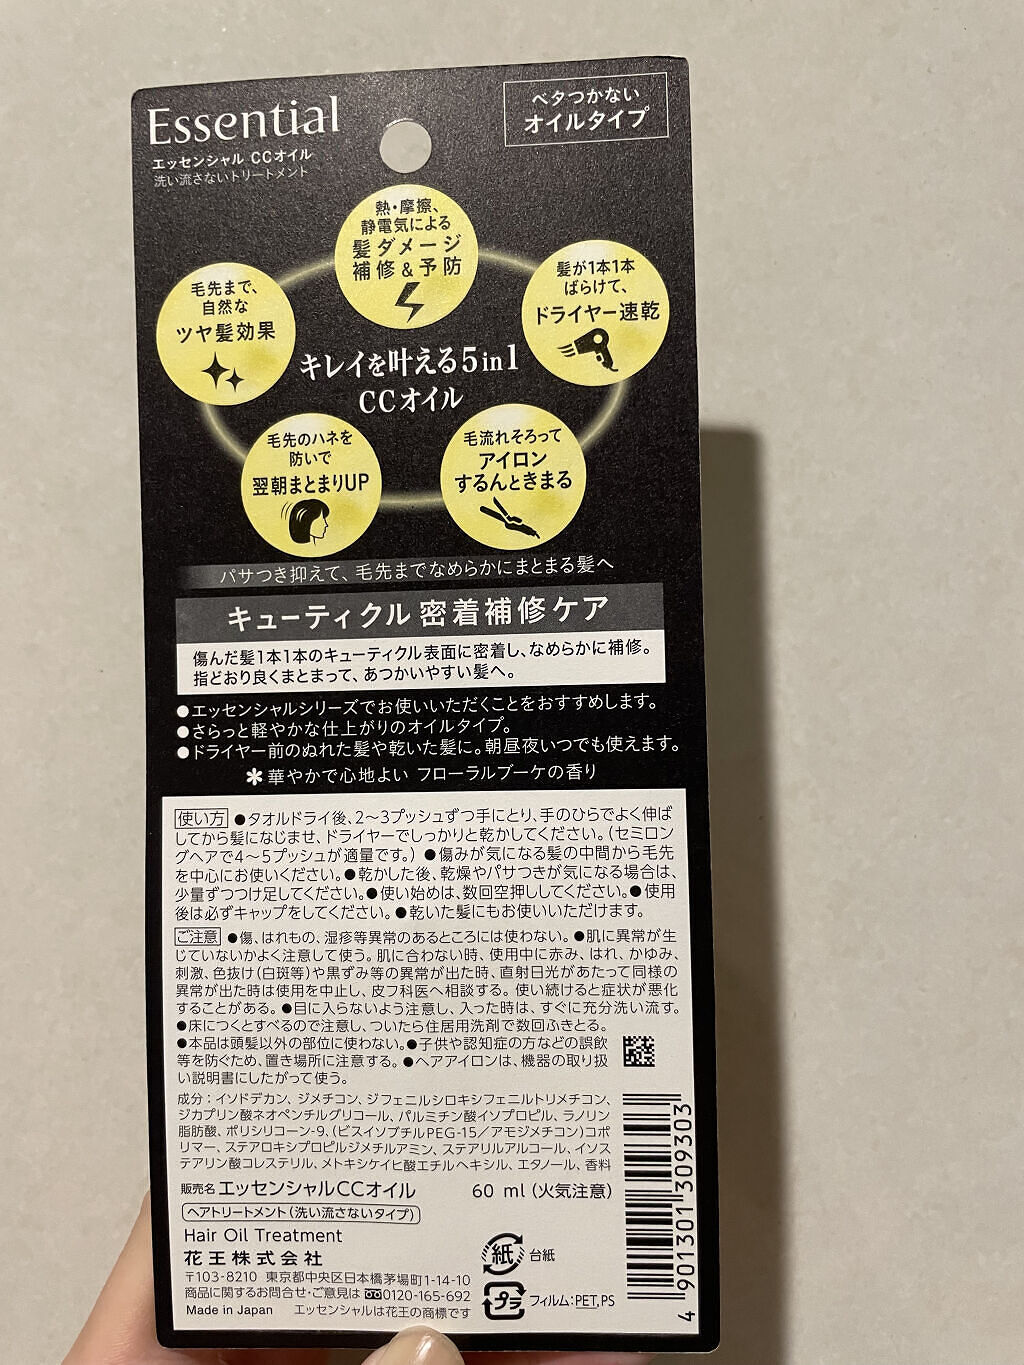 Essential
エッセンシャル CCオイル
洗い流さないトリートメント
ベタつかない
オイルタイプ
熱・摩擦、
静電気による
髪ダメージ
補修&予防
毛先まで、
自然な
ツヤ髪効果
髪が1本1本
ばらけて、
ドライヤー速乾
キレイを叶える5in1
CCオイル
毛先のハネを
防いで
翌朝まとまりUP
毛流れそろって
アイロン
するんときまる
パサつき抑えて、毛先までなめらかにまとまる髪へ
キューティクル 密着補修ケア
傷んだ髪1本1本のキューティクル表面に密着し、なめらかに補修。
指どおり良くまとまって、あつかいやすい髪へ。
●エッセンシャルシリーズでお使いいただくことをおすすめします。
●さらっと軽やかな仕上がりのオイルタイプ。
●ドライヤー前のぬれた髪や乾いた髪に。朝昼夜いつでも使えます。
✽華やかで心地よい フローラルブーケの香り
使い方 ●タオルドライ後、2〜3プッシュずつ手にとり、手のひらでよく伸ば
してから髪になじませ、ドライヤーでしっかりと乾かしてください。(セミロン
グヘアで4〜5プッシュが適量です。) ●傷みが気になる髪の中間から毛先
を中心にお使いください。●乾かした後、乾燥やパサつきが気になる場合は、
少量ずつつけ足してください。●使い始めは、数回空押ししてください。●使用
後は必ずキャップをしてください。●乾いた髪にもお使いいただけます。
ご注意 ●傷、はれもの、湿疹等異常のあるところには使わない。●肌に異常が生
じていないかよく注意して使う。肌に合わない時、使用中に赤み、はれ、かゆみ、
刺激、色抜け(白斑等)や黒ずみ等の異常が出た時、直射日光があたって同様の
異常が出た時は使用を中止し、皮フ科医へ相談する。使い続けると症状が悪化
することがある。●目に入らないよう注意し、入った時は、すぐに充分洗い流す。
●床につくとすべるので注意し、ついたら住居用洗剤で数回ふきとる。
●本品は頭髪以外の部位に使わない。●子供や認知症の方などの誤飲
等を防ぐため、置き場所に注意する。●ヘアアイロンは、機器の取り扱
い説明書にしたがって使う。
成分:イソドデカン、ジメチコン、ジフェニルシロキシフェニルトリメチコン、
ジカプリン酸ネオペンチルグリコール、パルミチン酸イソプロピル、ラノリン
脂肪酸、ポリシリコーン-9、(ビスイソブチルPEG-15/アモジメチコン)コポ
リマー、ステアロキシプロピルジメチルアミン、ステアリルアルコール、イソス
テアリン酸コレステリル、メトキシケイヒ酸エチルヘキシル、エタノール、香料
販売名 エッセンシャルCCオイル 60 ml (火気注意)
ヘアトリートメント(洗い流さないタイプ)
Hair Oil Treatment
花王株式会社
〒103-8210 東京都中央区日本橋茅場町1-14-10
商品に関するお問合せ・ご意見は 0120-165-692
Made in Japan エッセンシャルは花王の商標です
紙 台紙
プラ フィルム:PET,PS
4 901301 309303